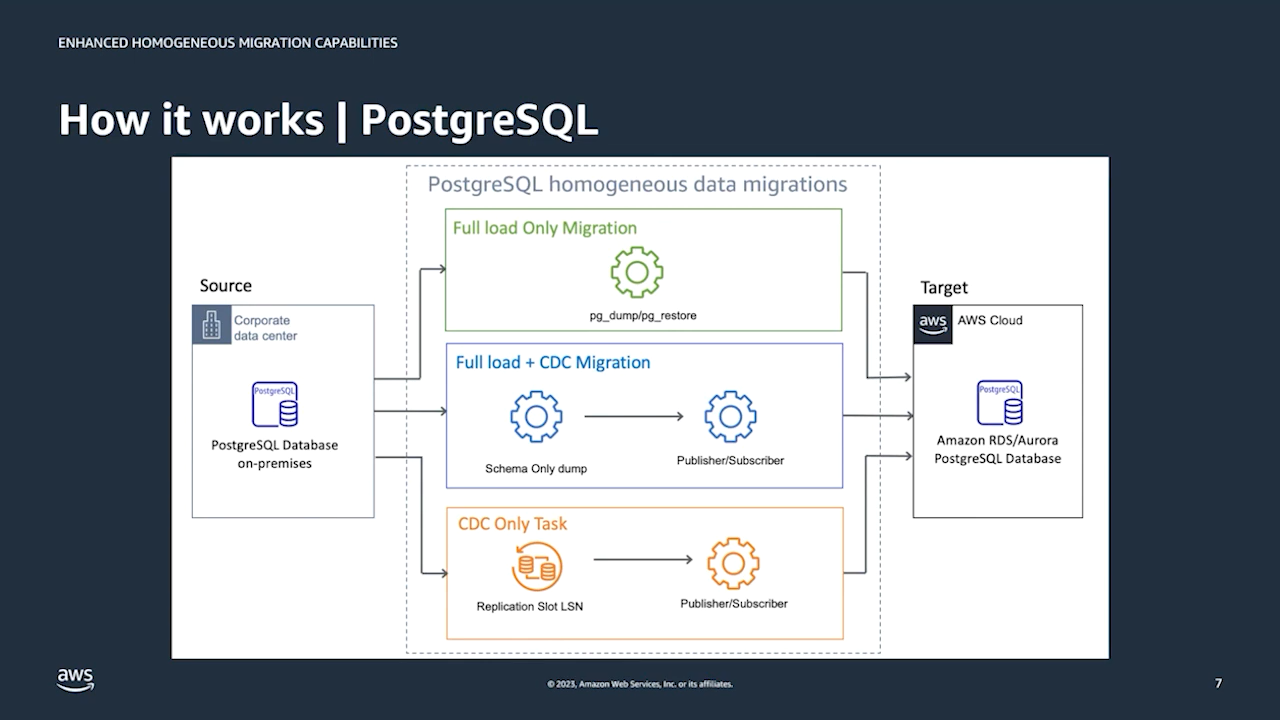 ENHANCED HOMOGENEOUS MIGRATION CAPABILITIES
How it works | PostgreSQL
PostgreSQL homogeneous data migrations
Full load Only Migration
pg_dump/pg_restore
Source
Corporate
data center
PostgreSQL
PostgreSQL Database
on-premises
Full load + CDC Migration
Schema Only dump
Publisher/Subscriber
CDC Only Task
Replication Slot LSN
Publisher/Subscriber
Target
aws
AWS Cloud
PostgreSQL
Amazon RDS/Aurora
PostgreSQL Database
aws
© 2023, Amazon Web Services, Inc. or its affiliates.
7